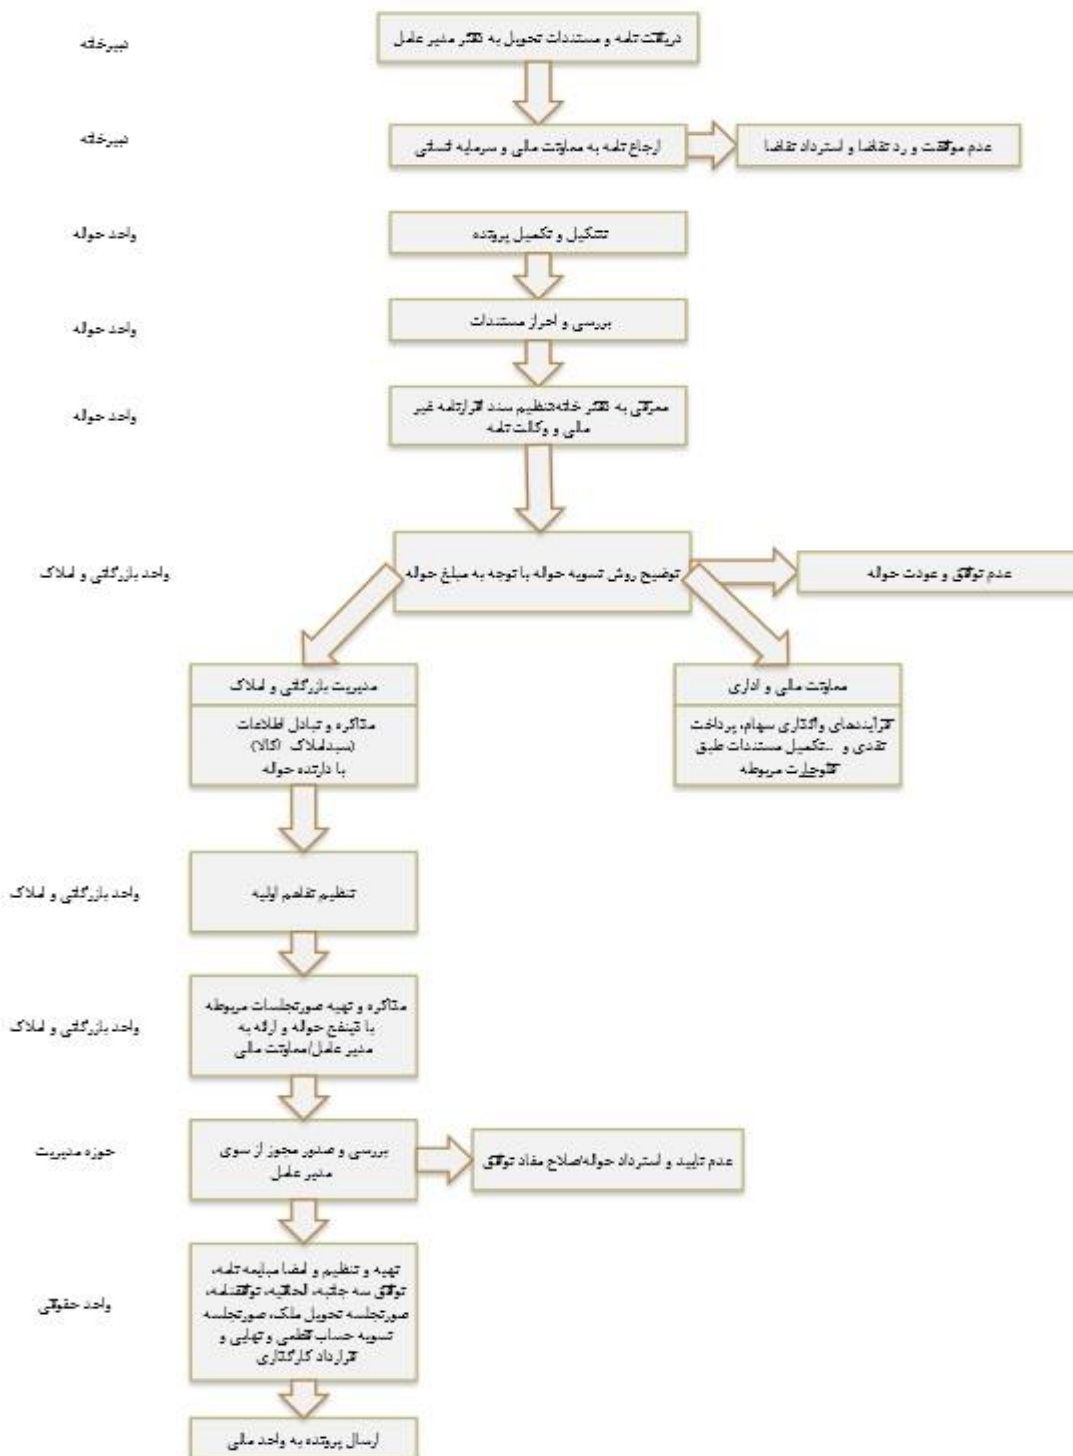 دبیرخانه
دریافت نامه و مستندات تحویل به دفتر مدیر عامل
دبیرخانه
ارجاع نامه به معاونت مالی و سرمایه انسانی
عدم موافقت و رد تقاضا و استرداد تقاضا
واحد حواله
تشکیل و تکمیل پرونده
واحد حواله
بررسی و احراز مستندات
واحد حواله
معرفی به دفتر خانه:تنظیم سند اقرارنامه غیر
مالی و وکالت نامه
واحد بازرگانی و املاک
توضیح روش تسویه حواله با توجه به مبلغ حواله
عدم توافق و عودت حواله
مدیریت بازرگانی و املاک
مذاکره و تبادل اطلاعات
(سبداملاک /کالا)
با دارنده حواله
معاونت مالی و اداری
فرآیندهای واگذاری سهام، پرداخت
نقدی و ...تکمیل مستندات طبق
فلوچارت مربوطه
واحد بازرگانی و املاک
تنظیم تفاهم اولیه
واحد بازرگانی و املاک
مذاکره و تهیه صورتجلسات مربوطه
با ذینفع حواله و ارائه به
مدیر عامل/معاونت مالی
حوزه مدیریت
بررسی و صدور مجوز از سوی
مدیر عامل
عدم تایید و استرداد حواله/اصلاح مفاد توافق
واحد حقوقی
تهیه و تنظیم و امضا مبایعه نامه،
توافق سه جانبه، الحاقیه، توافقنامه،
صورتجلسه تحویل ملک، صورتجلسه
تسویه حساب قطعی و نهایی و
قرارداد کارگذاری
ارسال پرونده به واحد مالی